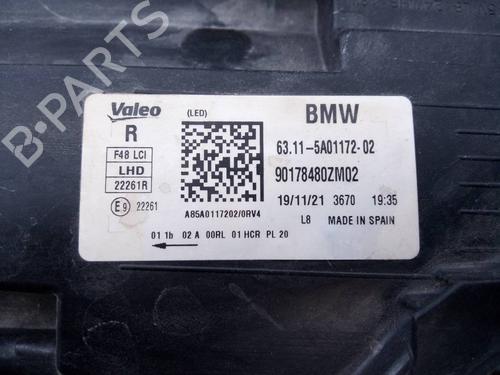 B-PARTS
Valeo
(LED)
BMW
R
F48 LCI
LHD
22261R
E9 22261
63.11-5A01172-02
90178480ZM02
19/11/21 3670 19:35
A85A0117202/0RV4
L8 MADE IN SPAIN
01 1b 02 A 00RL 01 HCR PL 20